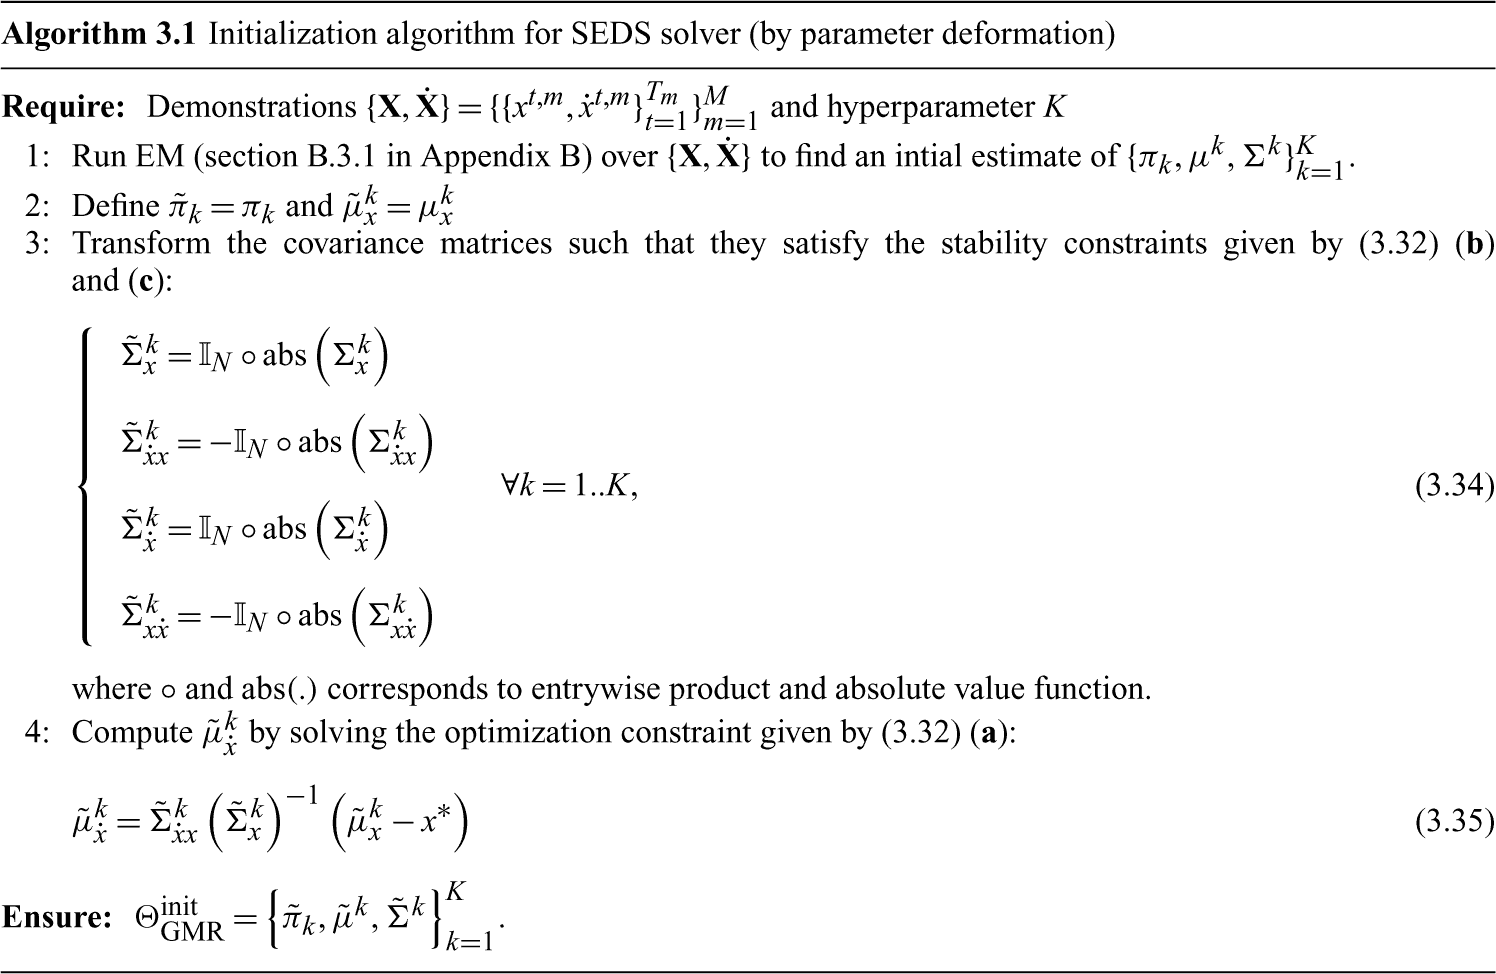 Algorithm 3.1 Initialization algorithm for SEDS solver (by parameter deformation)
Require: Demonstrations {𝐗, 𝐗̇} = {{x^{t,m}, ẋ^{t,m}}_{t=1}^{T_m}}_{m=1}^{M} and hyperparameter K
1: Run EM (section B.3.1 in Appendix B) over {𝐗, 𝐗̇} to find an intial estimate of {π_k, μ^k, Σ^k}_{k=1}^{K}.
2: Define π̃_k = π_k and μ̃_x^k = μ_x^k
3: Transform the covariance matrices such that they satisfy the stability constraints given by (3.32) (b)
and (c):
Σ̃_x^k = 𝕀_N ∘ abs (Σ_x^k)
Σ̃_{ẋx}^k = −𝕀_N ∘ abs (Σ_{ẋx}^k)
∀k = 1..K, (3.34)
Σ̃_ẋ^k = 𝕀_N ∘ abs (Σ_ẋ^k)
Σ̃_{xẋ}^k = −𝕀_N ∘ abs (Σ_{xẋ}^k)
where ∘ and abs(.) corresponds to entrywise product and absolute value function.
4: Compute μ̃_ẋ^k by solving the optimization constraint given by (3.32) (a):
μ̃_ẋ^k = Σ̃_{ẋx}^k (Σ̃_x^k)^{−1} (μ̃_x^k − x*) (3.35)
Ensure: Θ_{GMR}^{init} = {π̃_k, μ̃^k, Σ̃^k}_{k=1}^{K}.